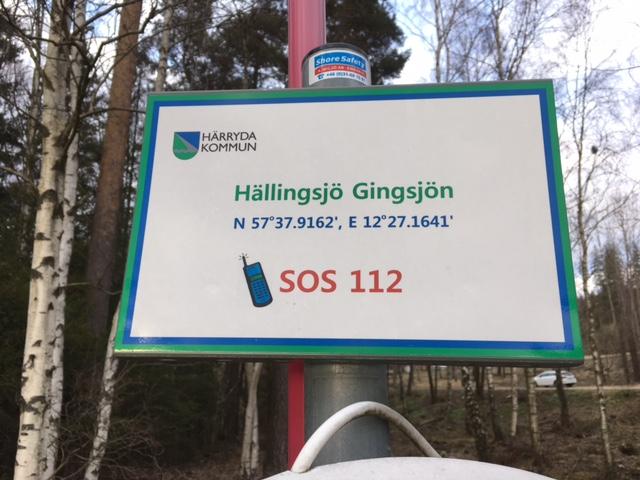 Shore Safety
HÄRRYDA
KOMMUN
Hällingsjö Gingsjön
N 57°37.9162', E 12°27.1641'
SOS 112